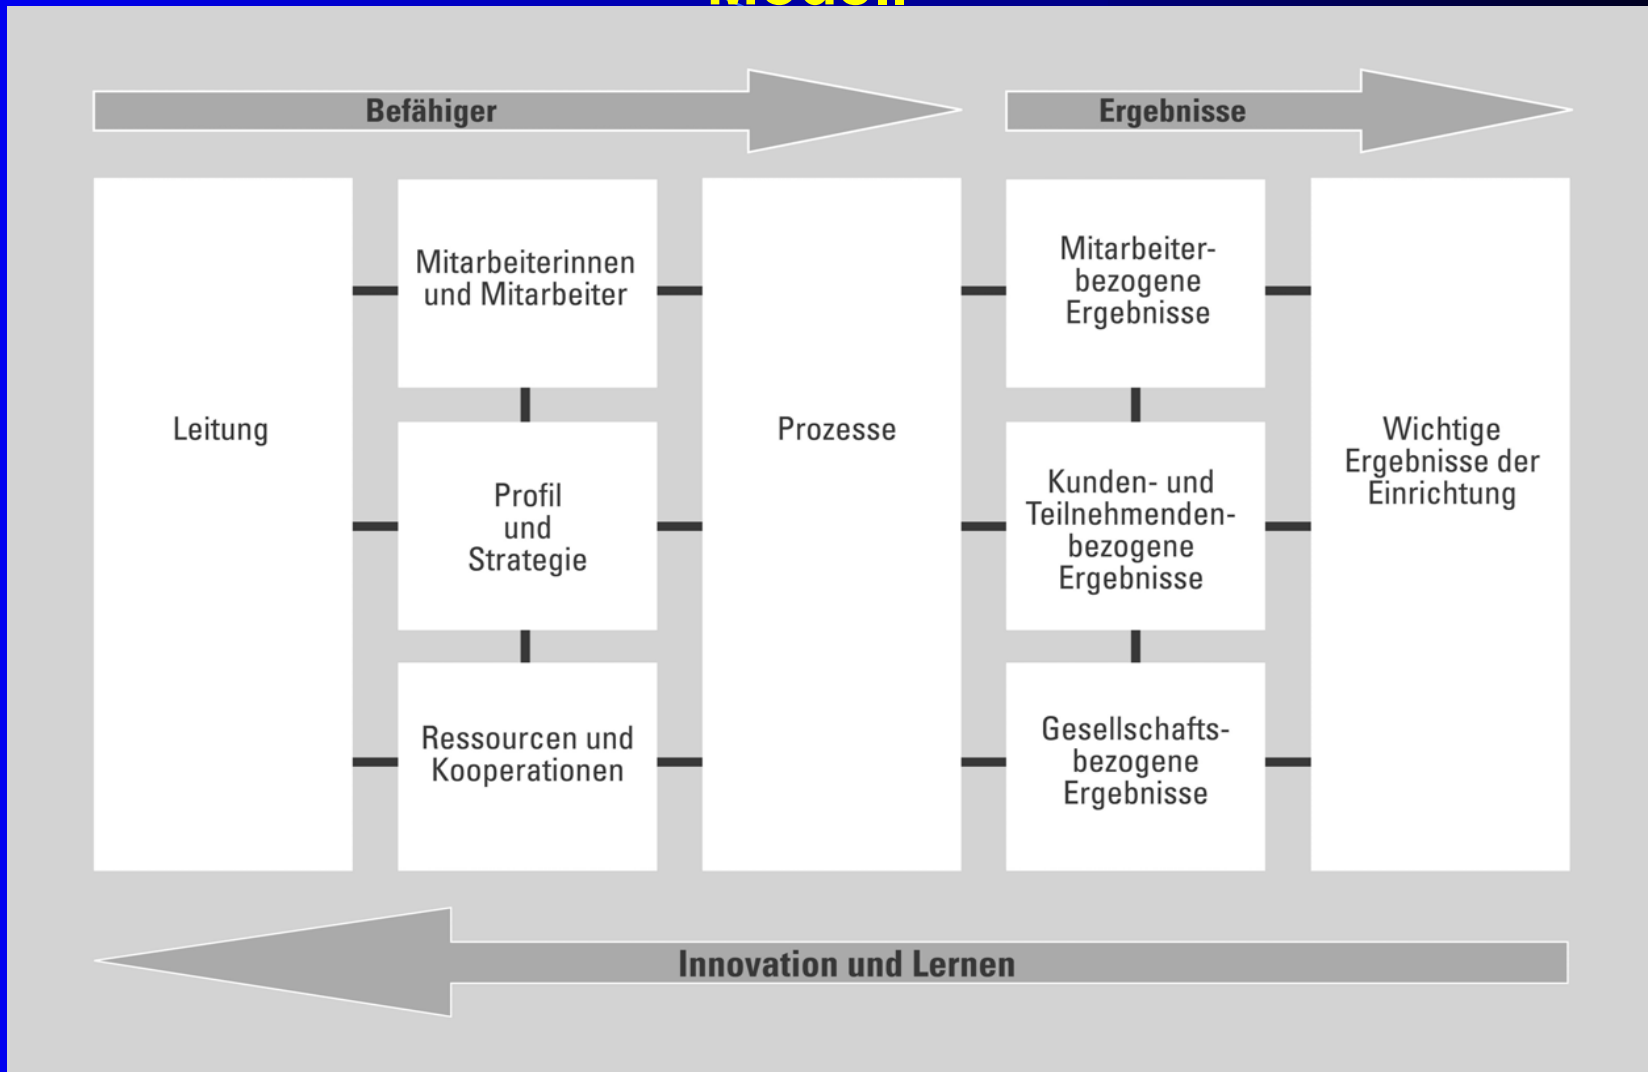 Befähiger
Ergebnisse
Leitung
Mitarbeiterinnen
und Mitarbeiter
Profil
und
Strategie
Ressourcen und
Kooperationen
Prozesse
Mitarbeiter-
bezogene
Ergebnisse
Kunden- und
Teilnehmenden-
bezogene
Ergebnisse
Gesellschafts-
bezogene
Ergebnisse
Wichtige
Ergebnisse der
Einrichtung
Innovation und Lernen